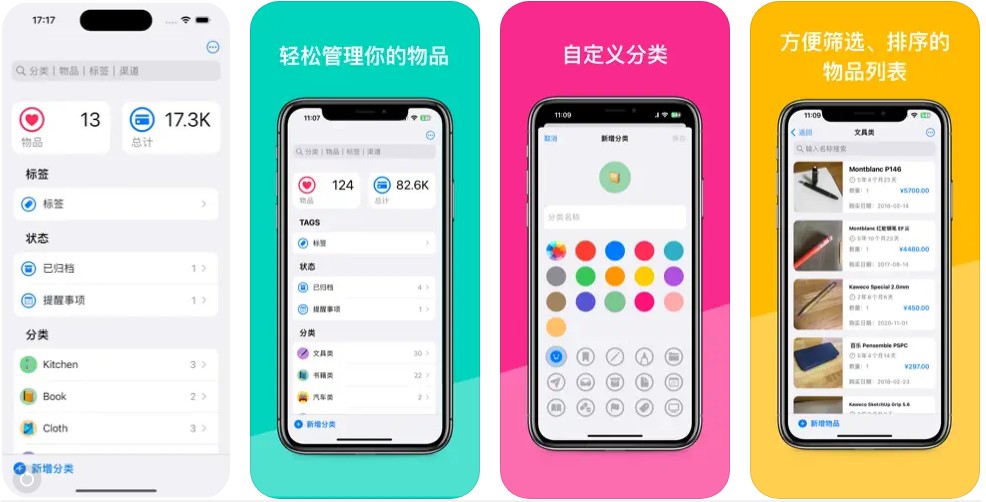 17:17
分类 | 物品 | 标签 | 渠道
13
物品
17.3K
总计
标签
标签
状态
已归档
1
提醒事项
1
分类
Kitchen
3
Book
2
Cloth
3
新增分类
轻松管理你的物品
11:07
分类 | 物品 | 标签 | 渠道
124
物品
82.6K
总计
TAGS
标签
状态
已归档
4
提醒事项
1
分类
文具类
30
书籍类
22
汽车类
2
新增分类
自定义分类
11:09
取消
新增分类
保存
分类名称
方便筛选、排序的
物品列表
11:09
返回
文具类
输入名称搜索
Montblanc P146
5年4个月23天
数量: 1
¥5700.00
购买日期: 2018-02-14
Montblanc 红蛇钢笔 EF尖
5年10个月23天
数量: 1
¥4480.00
购买日期: 2017-08-14
Kaweco Special 2.0mm
2年8个月6天
数量: 1
¥450.00
购买日期: 2020-11-01
百乐 Pensemble PSPC
5年4个月14天
数量: 1
¥297.00
购买日期: 2018-02-23
Kaweco SketchUp Grip 5.6
新增物品